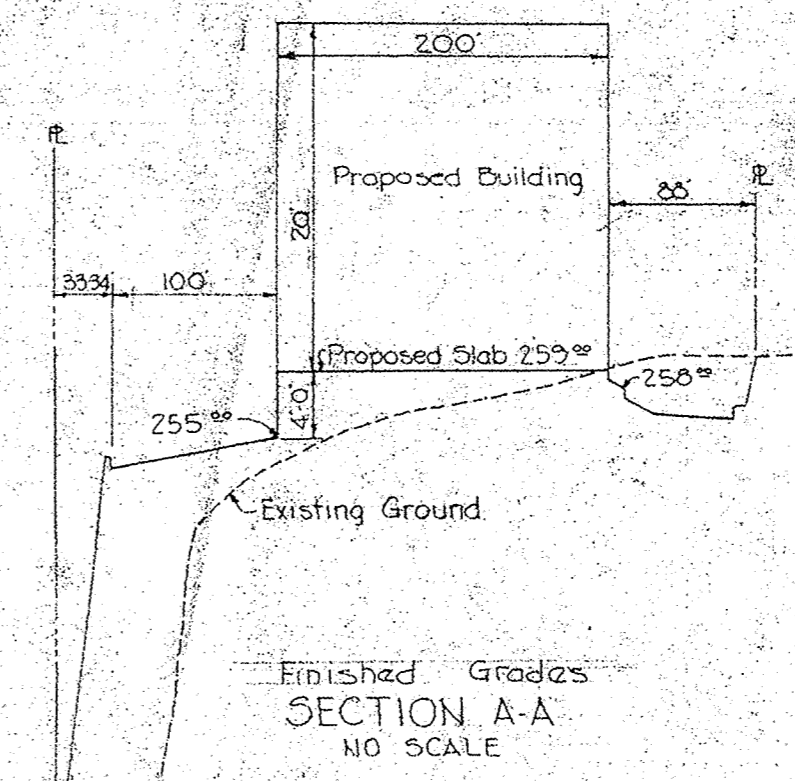 200'
PL
Proposed Building
PL
88'
20'
33.34
100'
Proposed Slab 259.00
258.00
4'-0"
255.00
Existing Ground
Finished Grades
SECTION A-A
NO SCALE